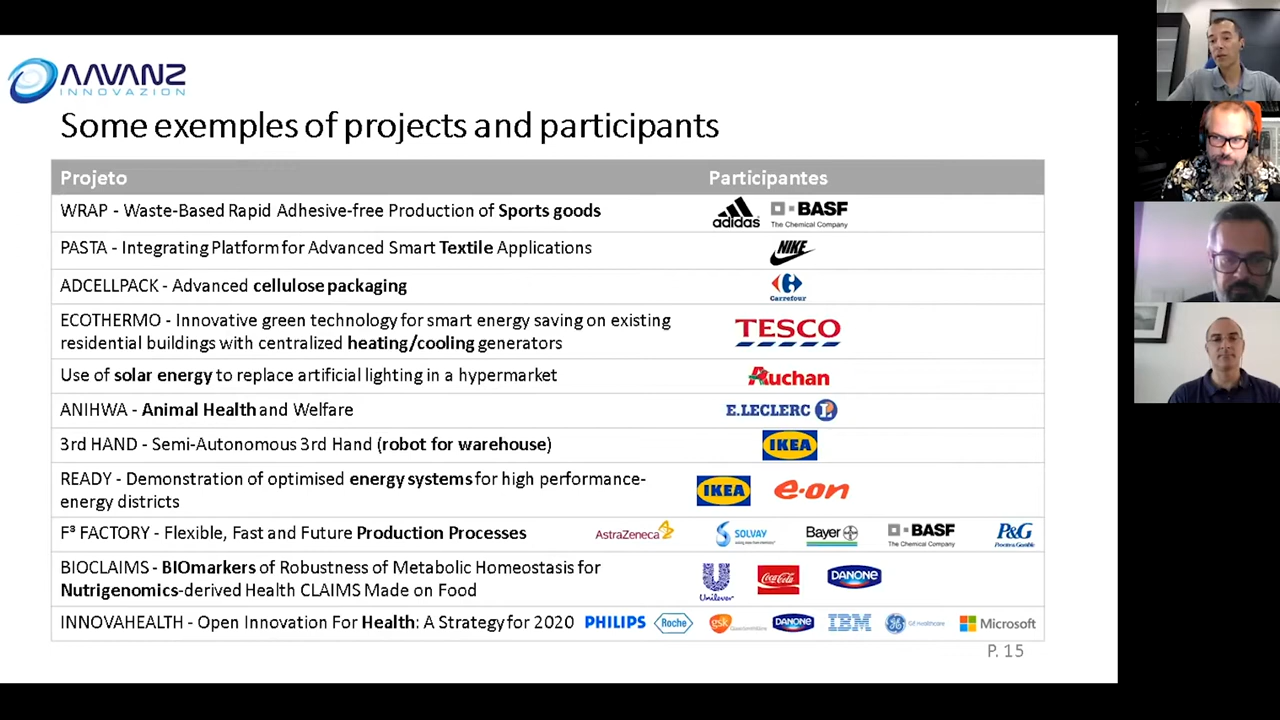 AAVANZ
INNOVAZION
Some exemples of projects and participants
Projeto Participantes
WRAP - Waste-Based Rapid Adhesive-free Production of Sports goods adidas BASF
The Chemical Company
PASTA - Integrating Platform for Advanced Smart Textile Applications NIKE
ADCELLPACK - Advanced cellulose packaging Carrefour
ECOTHERMO - Innovative green technology for smart energy saving on existing
residential buildings with centralized heating/cooling generators TESCO
Use of solar energy to replace artificial lighting in a hypermarket Auchan
ANIHWA - Animal Health and Welfare E.LECLERC L
3rd HAND - Semi-Autonomous 3rd Hand (robot for warehouse) IKEA
READY - Demonstration of optimised energy systems for high performance-
energy districts IKEA e·on
F³ FACTORY - Flexible, Fast and Future Production Processes AstraZeneca SOLVAY Bayer BASF P&G
The Chemical Company Procter & Gamble
BIOCLAIMS - BIOmarkers of Robustness of Metabolic Homeostasis for
Nutrigenomics-derived Health CLAIMS Made on Food Unilever Coca-Cola DANONE
INNOVAHEALTH - Open Innovation For Health: A Strategy for 2020 PHILIPS Roche gsk GlaxoSmithKline DANONE IBM GE Healthcare Microsoft
P. 15